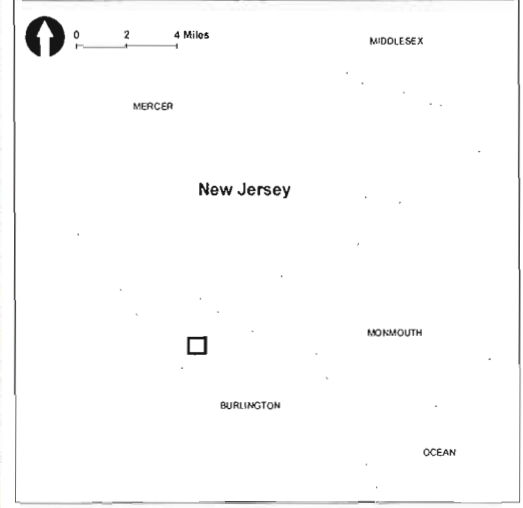 0 2 4 Miles
MIDDLESEX
MERCER
New Jersey
MONMOUTH
BURLINGTON
OCEAN